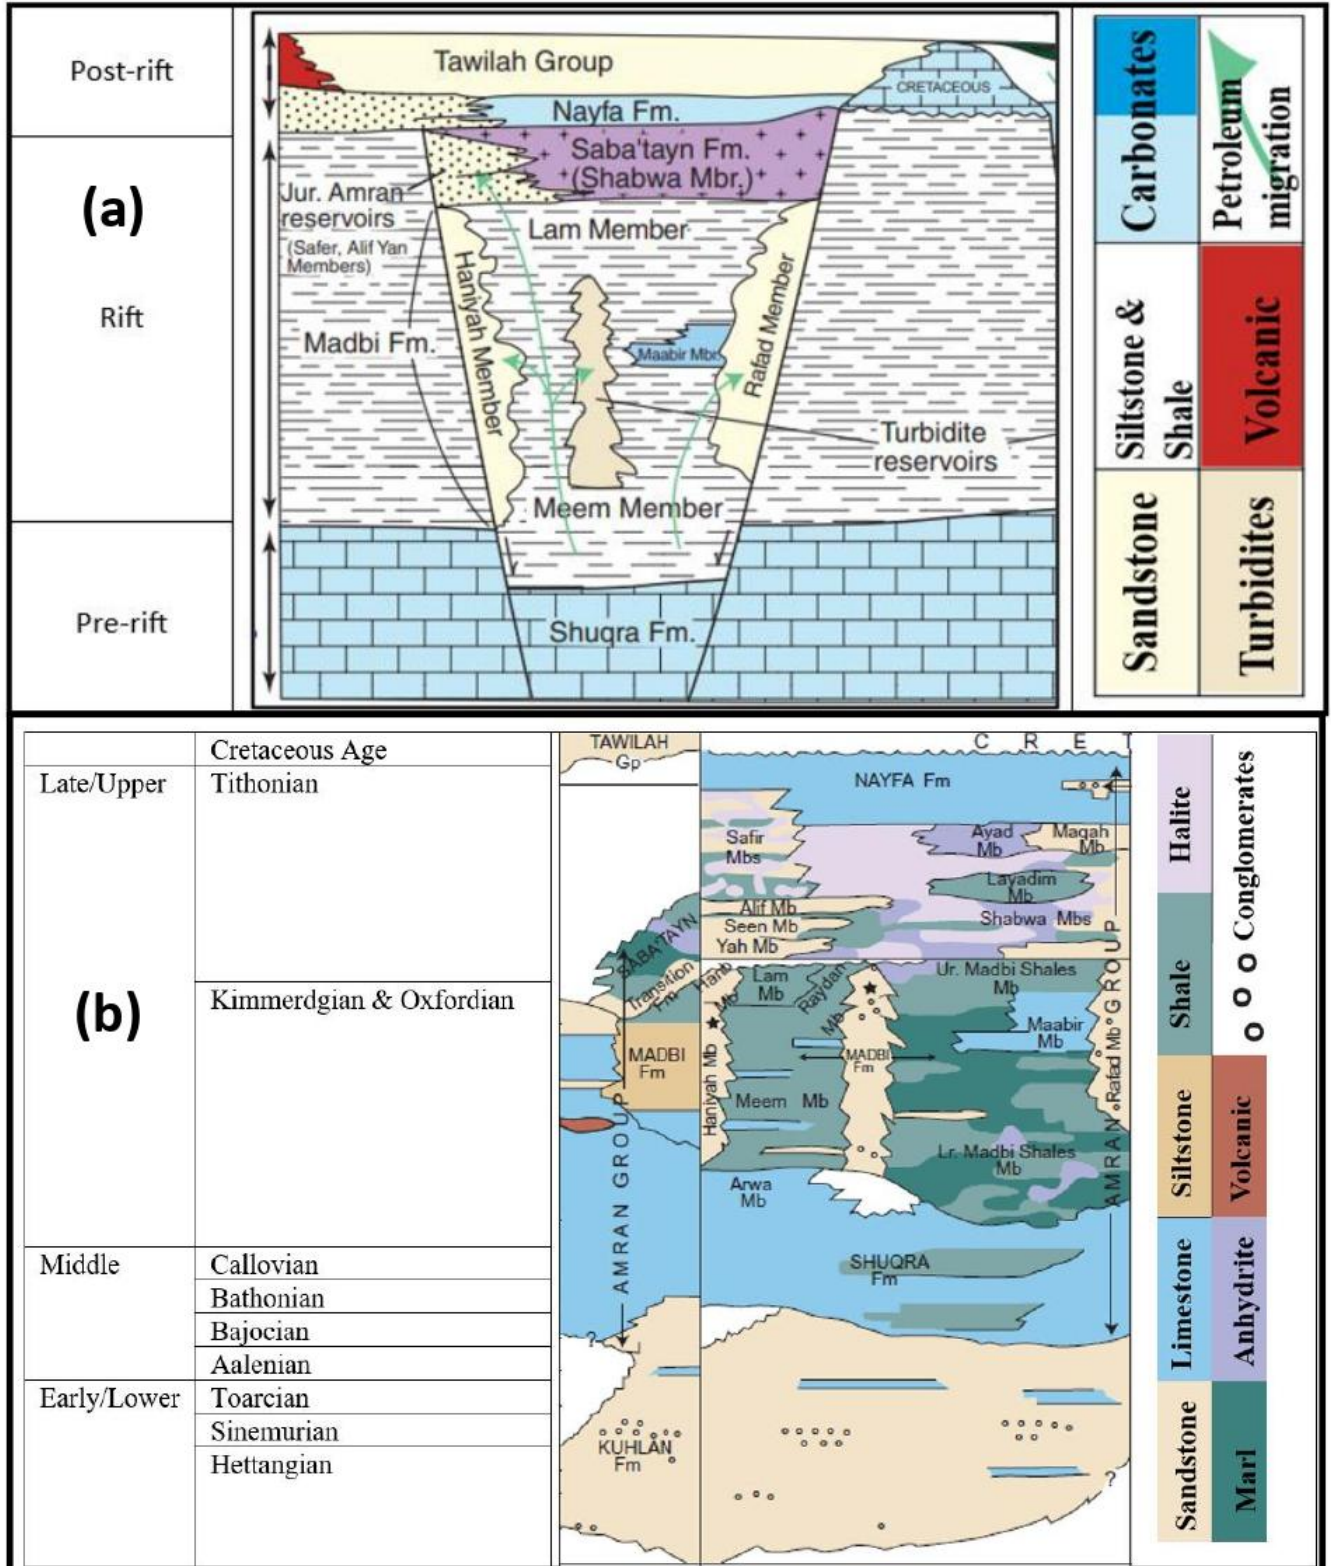 Post-rift
(a)
Rift
Pre-rift
Tawilah Group
CRETACEOUS
Nayfa Fm.
Saba'tayn Fm.
(Shabwa Mbr.)
Jur. Amran
reservoirs
(Safer, Alif Yan
Members)
Lam Member
Haniyah Member
Madbi Fm.
Maabir Mbr.
Rafad Member
Turbidite
reservoirs
Meem Member
Shuqra Fm.
Carbonates
Petroleum
migration
Siltstone &
Shale
Volcanic
Sandstone
Turbidites
(b)
Cretaceous Age
Late/Upper
Tithonian
Kimmerdgian & Oxfordian
Middle
Callovian
Bathonian
Bajocian
Aalenian
Early/Lower
Toarcian
Sinemurian
Hettangian
TAWILAH
Gp
C R E T
NAYFA Fm
Safir
Mbs
Ayad
Mb
Maqah
Mb
Layadim
Mb
Alif Mb
Seen Mb
Yah Mb
Shabwa Mbs
SABA'TAYN
Transition
Fm
Harib
Mb
Lam
Mb
Raydan
Mb
Ur. Madbi Shales
Mb
Maabir
Mb
MADBI
Fm
Haniyah Mb
MADBI
Fm
Meem Mb
Rafad Mb
Lr. Madbi Shales
Mb
Arwa
Mb
AMRAN GROUP
AMRAN GROUP
SHUQRA
Fm
?
KUHLAN
Fm
?
Halite
Conglomerates
Shale
Siltstone
Volcanic
Limestone
Anhydrite
Sandstone
Marl